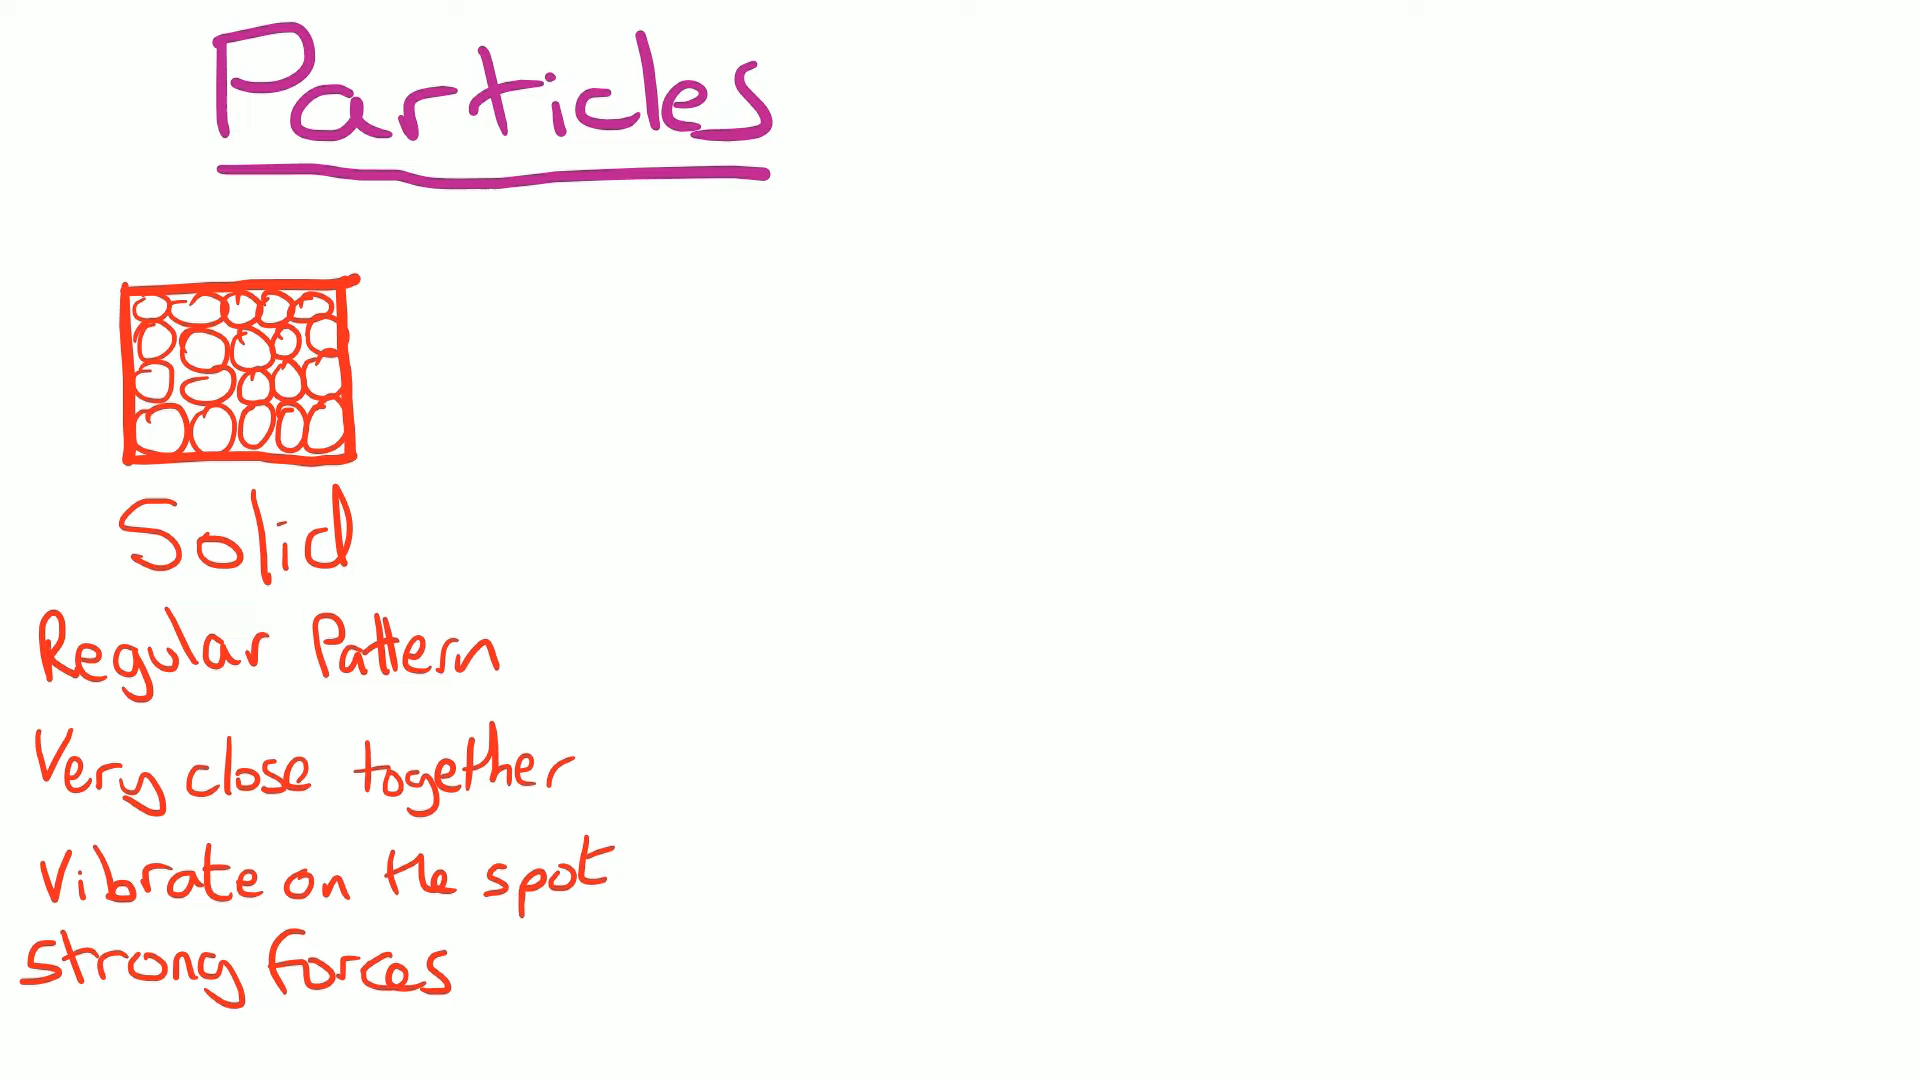 Particles
Solid
Regular Pattern
Very close together
Vibrate on the spot
strong forces